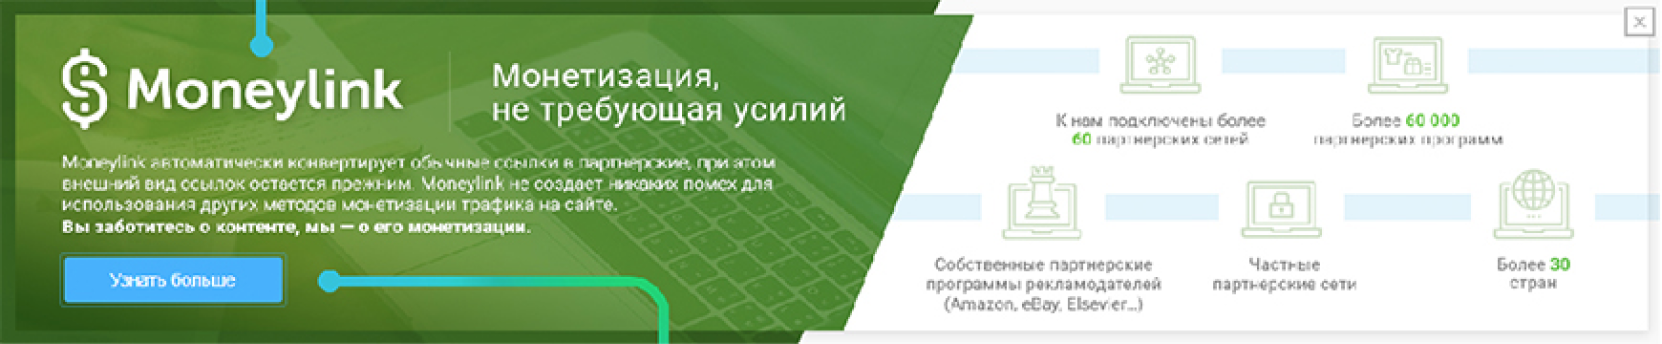 Moneylink
Монетизация,
не требующая усилий
Moneylink автоматически конвертирует обычные ссылки в партнерские, при этом
внешний вид ссылок остается прежним. Moneylink не создает никаких помех для
использования других методов монетизации трафика на сайте.
Вы заботитесь о контенте, мы — о его монетизации.
Узнать больше
К нам подключены более
60 партнерских сетей
Более 60 000
партнерских программ
Собственные партнерские
программы рекламодателей
(Amazon, eBay, Elsevier...)
Частные
партнерские сети
Более 30
стран